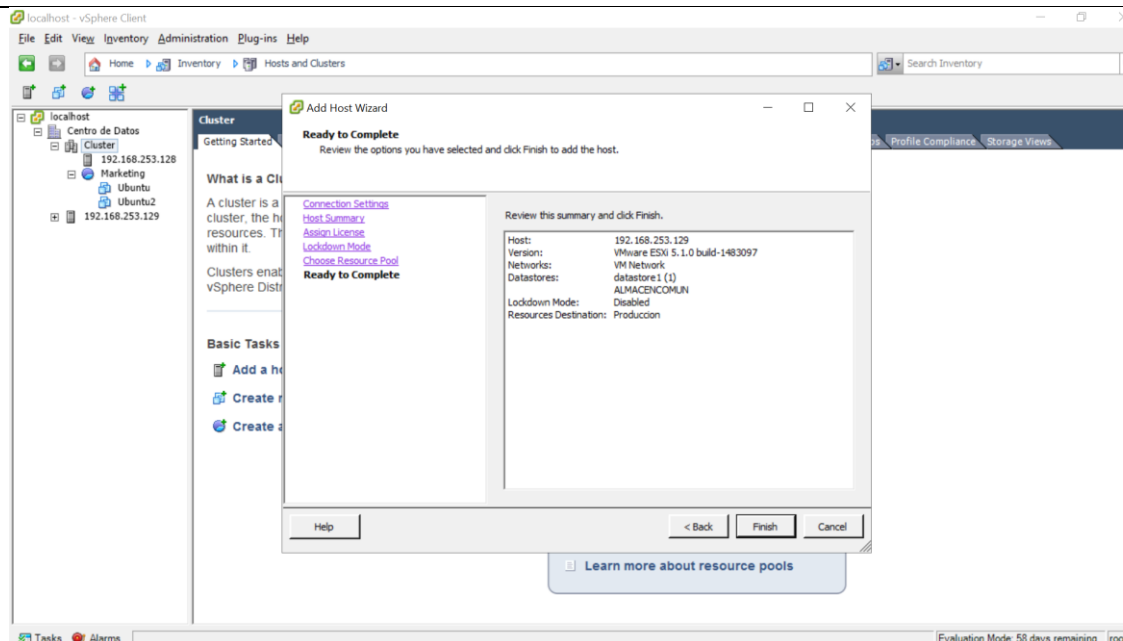 localhost - vSphere Client
File Edit View Inventory Administration Plug-ins Help
Home Inventory Hosts and Clusters
Search Inventory
localhost
Centro de Datos
Cluster
192.168.253.128
Marketing
Ubuntu
Ubuntu2
192.168.253.129
Cluster
Getting Started
Profile Compliance Storage Views
What is a Cl
A cluster is a
cluster, the h
resources. Th
within it.
Clusters enab
vSphere Distr
Basic Tasks
Add a ho
Create
Create a
Learn more about resource pools
Add Host Wizard
Ready to Complete
Review the options you have selected and click Finish to add the host.
Connection Settings
Host Summary
Assign License
Lockdown Mode
Choose Resource Pool
Ready to Complete
Review this summary and click Finish.
Host: 192.168.253.129
Version: VMware ESXi 5.1.0 build-1483097
Networks: VM Network
Datastores: datastore1 (1)
ALMACENCOMUN
Lockdown Mode: Disabled
Resources Destination: Produccion
Help < Back Finish Cancel
Tasks Alarms Evaluation Mode: 58 days remaining